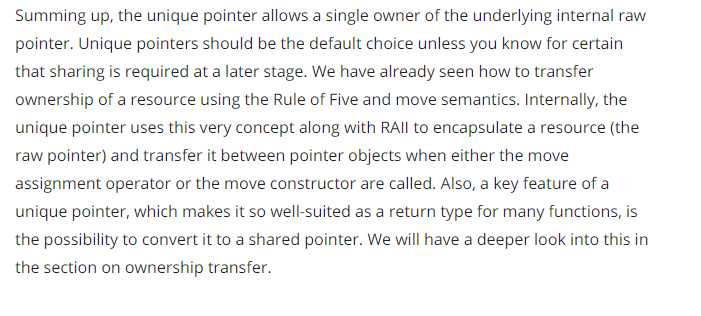 Summing up, the unique pointer allows a single owner of the underlying internal raw
pointer. Unique pointers should be the default choice unless you know for certain
that sharing is required at a later stage. We have already seen how to transfer
ownership of a resource using the Rule of Five and move semantics. Internally, the
unique pointer uses this very concept along with RAII to encapsulate a resource (the
raw pointer) and transfer it between pointer objects when either the move
assignment operator or the move constructor are called. Also, a key feature of a
unique pointer, which makes it so well-suited as a return type for many functions, is
the possibility to convert it to a shared pointer. We will have a deeper look into this in
the section on ownership transfer.